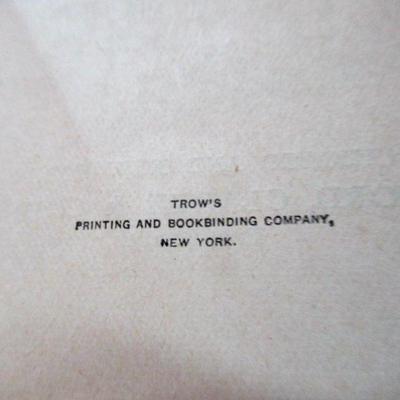 TROW'S
PRINTING AND BOOKBINDING COMPANY,
NEW YORK.